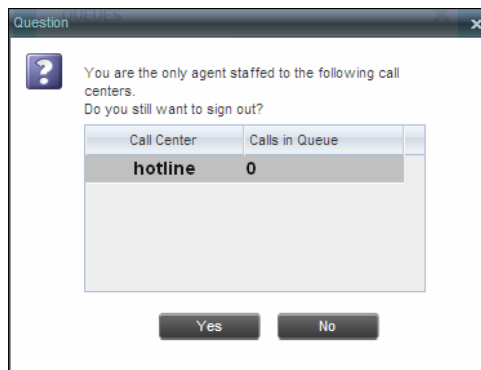 QUEUES
Question
You are the only agent staffed to the following call
centers.
Do you still want to sign out?
Call Center Calls in Queue
hotline 0
Yes No